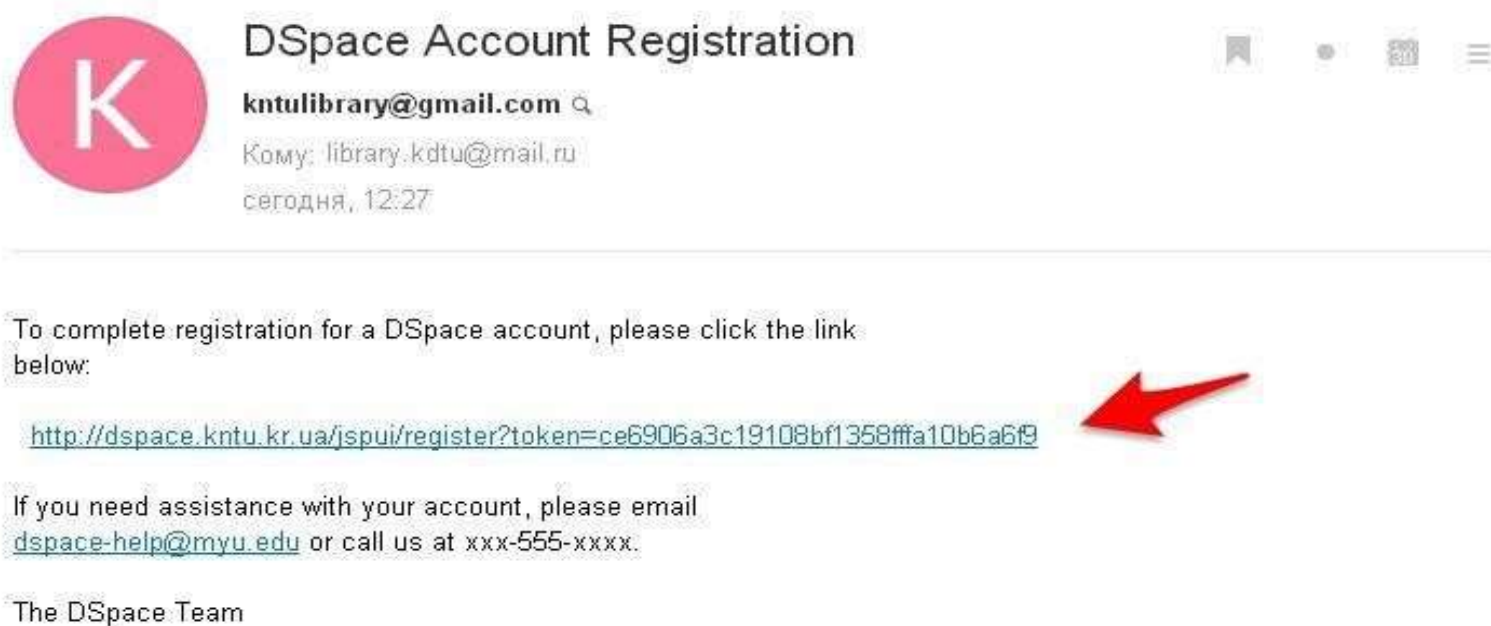 K
DSpace Account Registration
kntulibrary@gmail.com
Кому: library.kdtu@mail.ru
сегодня, 12:27
To complete registration for a DSpace account, please click the link
below:
http://dspace.kntu.kr.ua/jspui/register?token=ce6906a3c19108bf1358fffa10b6a6f9
If you need assistance with your account, please email
dspace-help@myu.edu or call us at xxx-555-xxxx.
The DSpace Team